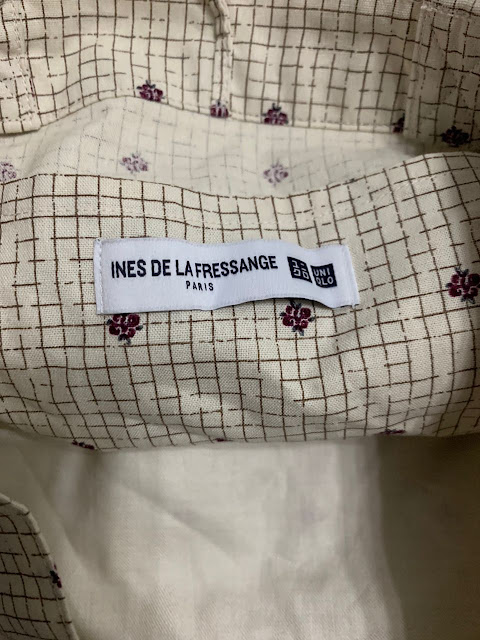 INES DE LA FRESSANGE
PARIS
ユニ
クロ
UNI
QLO